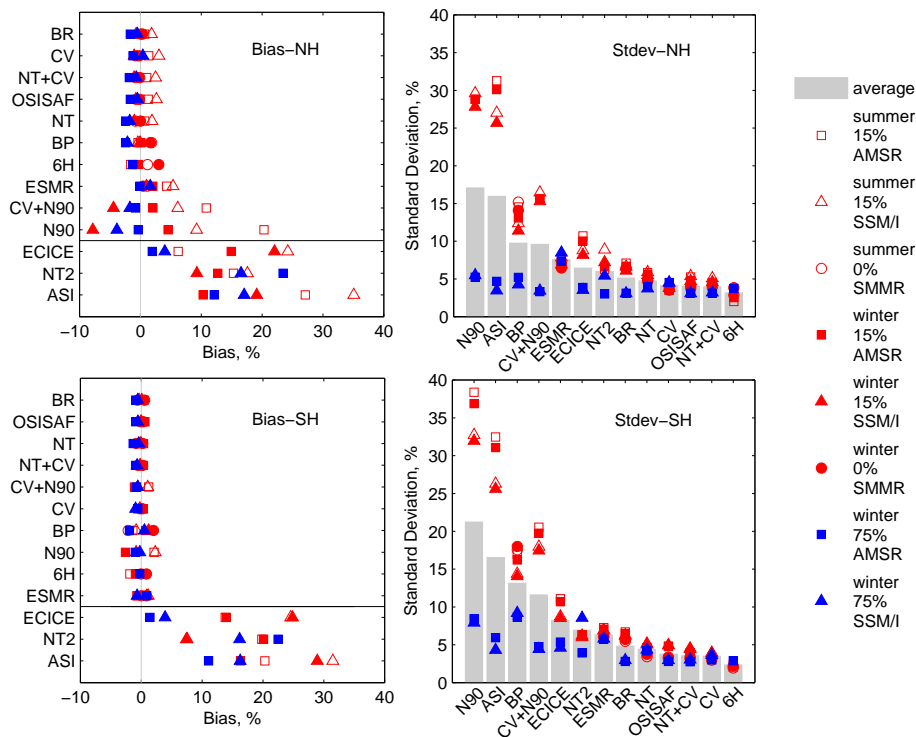 Bias−NH
BR
CV
NT+CV
OSISAF
NT
BP
6H
ESMR
CV+N90
N90
ECICE
NT2
ASI
−10 0 10 20 30 40
Bias, %
Stdev−NH
Standard Deviation, %
40
35
30
25
20
15
10
5
0
N90 ASI BP CV+N90 ESMR ECICE NT2 BR NT CV OSISAF NT+CV 6H
Bias−SH
BR
OSISAF
NT
NT+CV
CV+N90
CV
BP
N90
6H
ESMR
ECICE
NT2
ASI
−10 0 10 20 30 40
Bias, %
Stdev−SH
Standard Deviation, %
40
35
30
25
20
15
10
5
0
N90 ASI BP CV+N90 ECICE NT2 ESMR BR NT OSISAF NT+CV CV 6H
average
summer
15%
AMSR
summer
15%
SSM/I
summer
0%
SMMR
winter
15%
AMSR
winter
15%
SSM/I
winter
0%
SMMR
winter
75%
AMSR
winter
75%
SSM/I